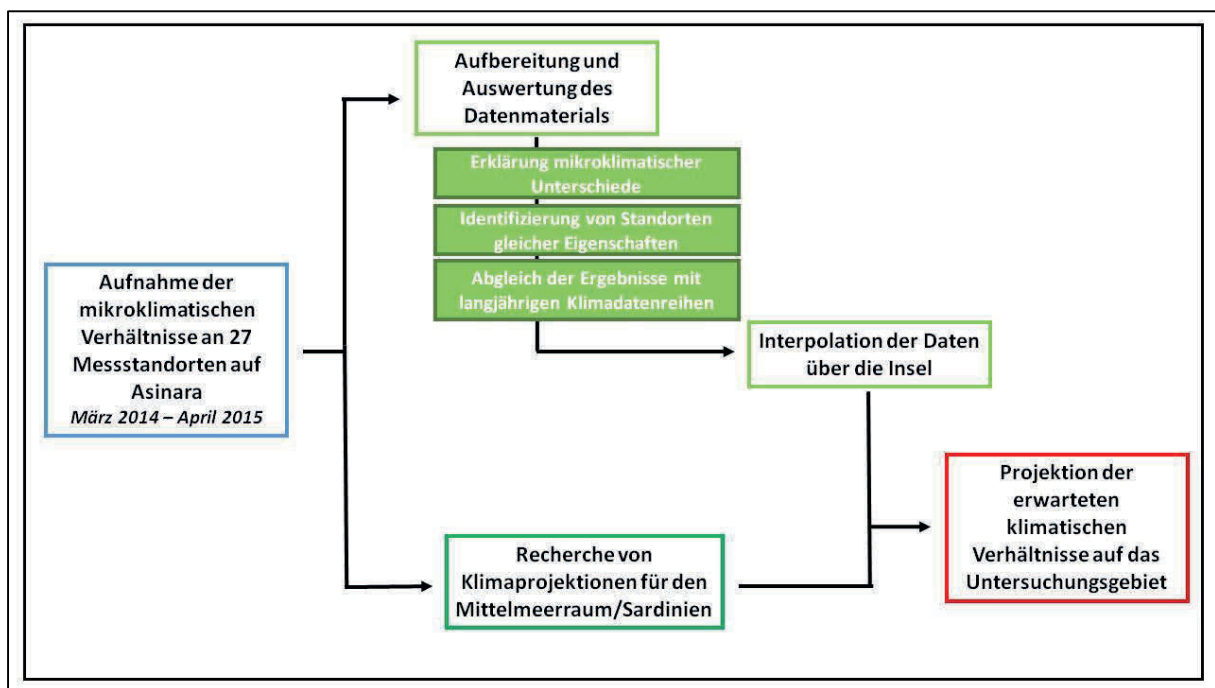 Aufbereitung und
Auswertung des
Datenmaterials
Erklärung mikroklimatischer
Unterschiede
Identifizierung von Standorten
gleicher Eigenschaften
Abgleich der Ergebnisse mit
langjährigen Klimadatenreihen
Aufnahme der
mikroklimatischen
Verhältnisse an 27
Messstandorten auf
Asinara
März 2014 – April 2015
Interpolation der Daten
über die Insel
Recherche von
Klimaprojektionen für den
Mittelmeerraum/Sardinien
Projektion der
erwarteten
klimatischen
Verhältnisse auf das
Untersuchungsgebiet